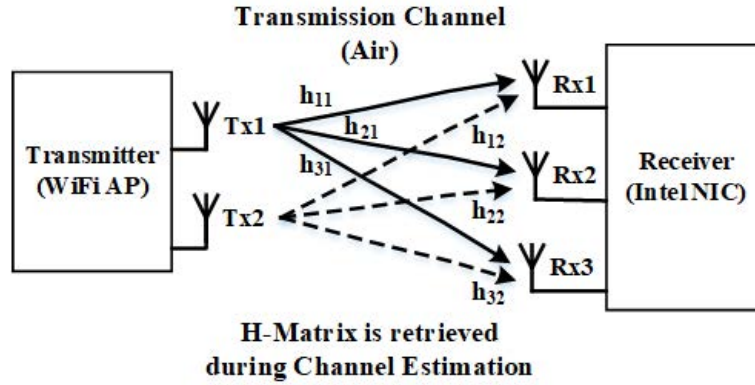 Transmission Channel
(Air)
Transmitter
(WiFi AP)
Tx1
Tx2
h11
h21
h31
h12
h22
h32
Rx1
Rx2
Rx3
Receiver
(Intel NIC)
H-Matrix is retrieved
during Channel Estimation